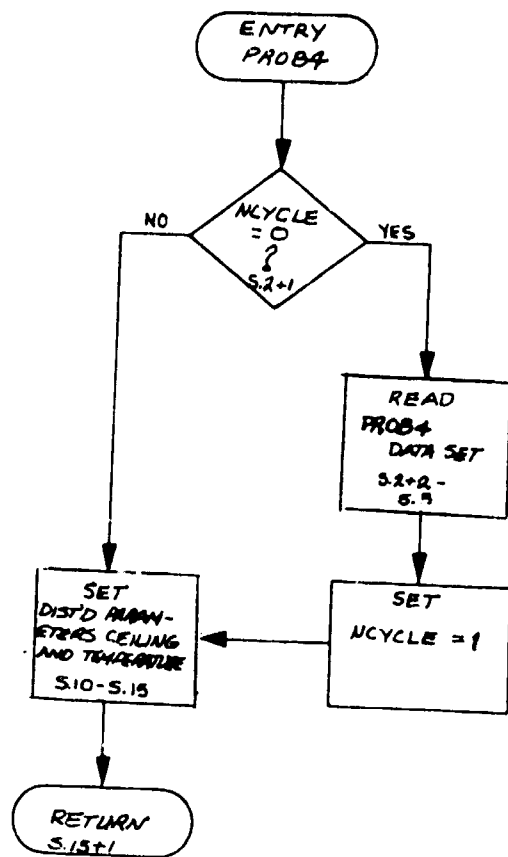 ENTRY
PROB4
NCYCLE
= 0
?
S.2+1
NO
YES
READ
PROB4
DATA SET
S.2+2 -
S.9
SET
NCYCLE = 1
SET
DIST'D PARAM-
ETERS CEILING
AND TEMPERATURE
S.10 - S.15
RETURN
S.15+1